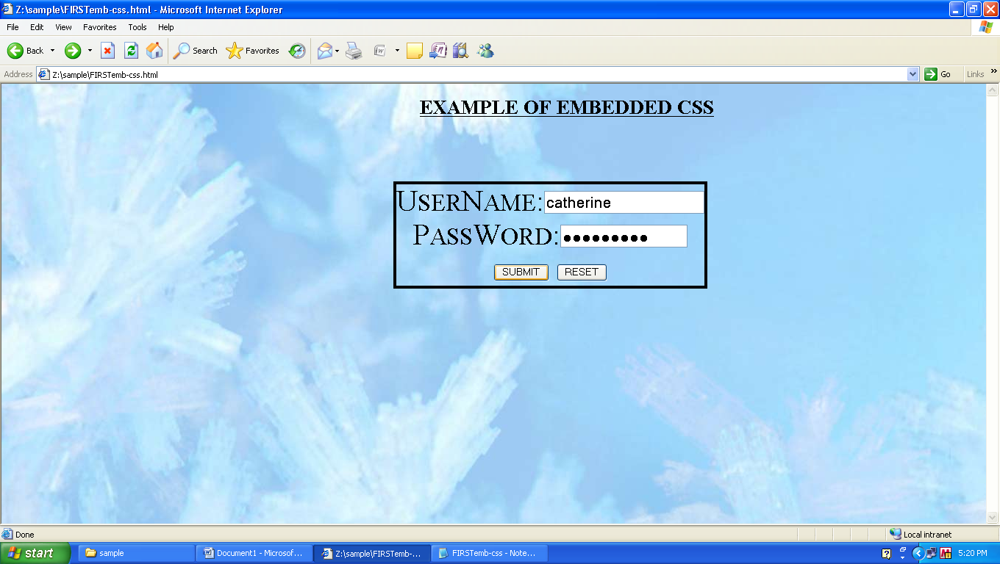 Z:\sample\FIRSTemb-css.html - Microsoft Internet Explorer
File Edit View Favorites Tools Help
Back Search Favorites
Address Z:\sample\FIRSTemb-css.html Go Links »
EXAMPLE OF EMBEDDED CSS
USERNAME: catherine
PASSWORD: ●●●●●●●●●
SUBMIT RESET
Done Local intranet
start sample Document1 - Microsof... Z:\sample\FIRSTemb-... FIRSTemb-css - Note... 5:20 PM